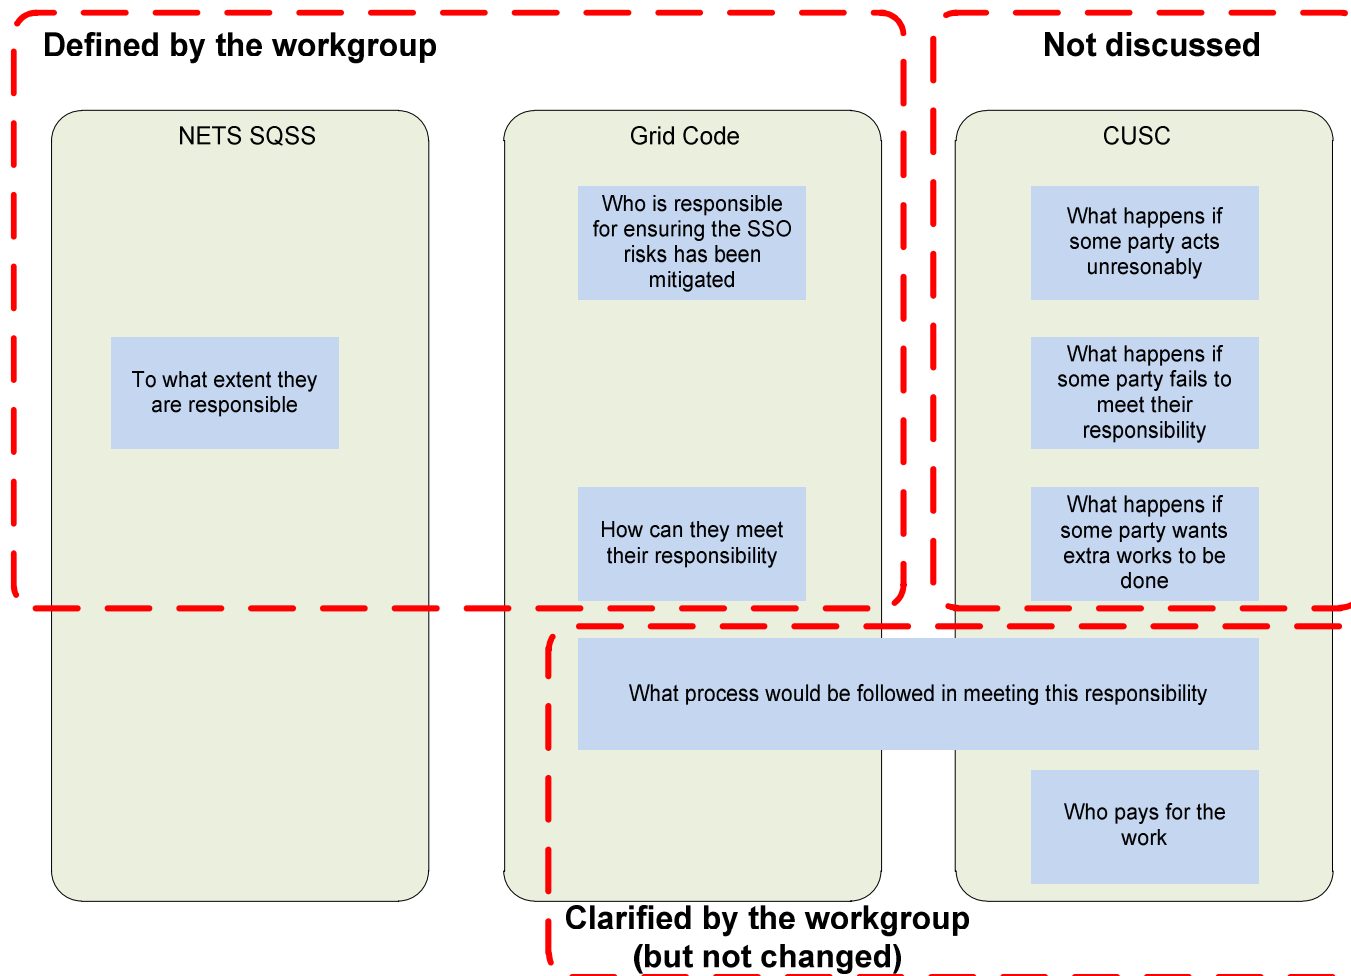 Defined by the workgroup
Not discussed
NETS SQSS
Grid Code
CUSC
Who is responsible
for ensuring the SSO
risks has been
mitigated
What happens if
some party acts
unresonably
To what extent they
are responsible
What happens if
some party fails to
meet their
responsibility
How can they meet
their responsibility
What happens if
some party wants
extra works to be
done
What process would be followed in meeting this responsibility
Who pays for the
work
Clarified by the workgroup
(but not changed)